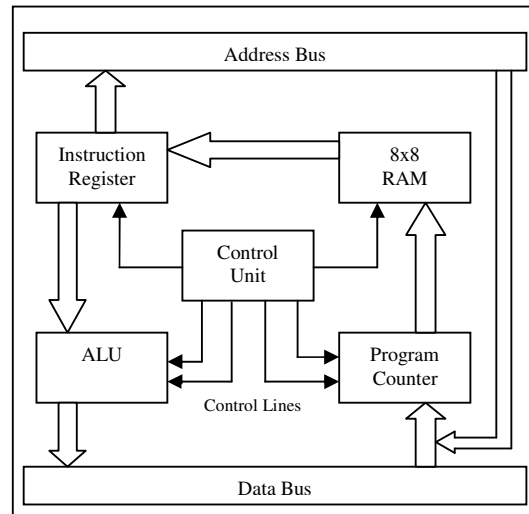 Address Bus
Instruction
Register
8x8
RAM
Control
Unit
ALU
Program
Counter
Control Lines
Data Bus